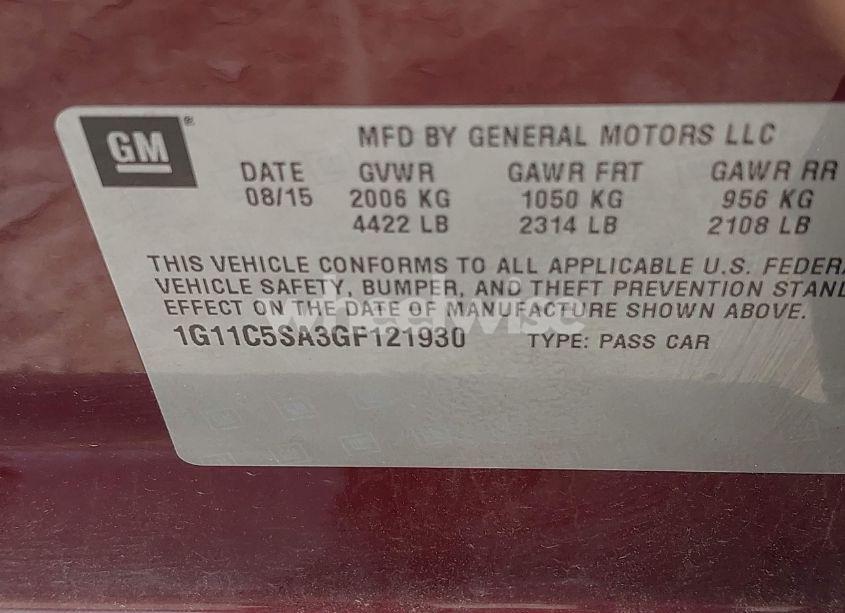 GM® MFD BY GENERAL MOTORS LLC
DATE GVWR GAWR FRT GAWR RR
08/15 2006 KG 1050 KG 956 KG
4422 LB 2314 LB 2108 LB
THIS VEHICLE CONFORMS TO ALL APPLICABLE U.S. FEDERA
VEHICLE SAFETY, BUMPER, AND THEFT PREVENTION STAND
EFFECT ON THE DATE OF MANUFACTURE SHOWN ABOVE.
wheelwise
1G11C5SA3GF121930 TYPE: PASS CAR